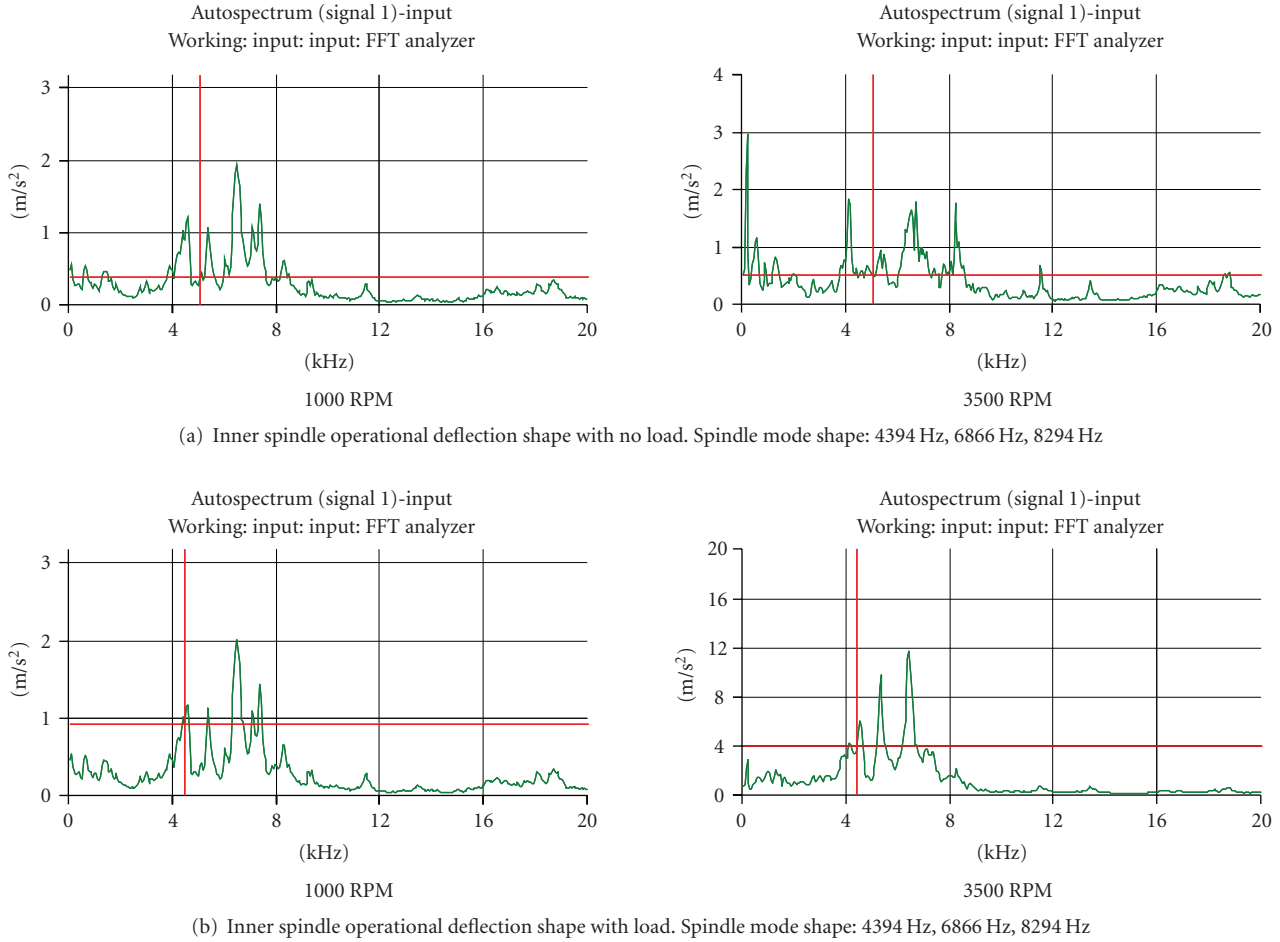 Autospectrum (signal 1)-input
Working: input: input: FFT analyzer
3
2
1
0
(m/s²)
0 4 8 12 16 20
(kHz)
1000 RPM
Autospectrum (signal 1)-input
Working: input: input: FFT analyzer
4
3
2
1
0
(m/s²)
0 4 8 12 16 20
(kHz)
3500 RPM
(a) Inner spindle operational deflection shape with no load. Spindle mode shape: 4394 Hz, 6866 Hz, 8294 Hz
Autospectrum (signal 1)-input
Working: input: input: FFT analyzer
3
2
1
0
(m/s²)
0 4 8 12 16 20
(kHz)
1000 RPM
Autospectrum (signal 1)-input
Working: input: input: FFT analyzer
20
16
12
8
4
0
(m/s²)
0 4 8 12 16 20
(kHz)
3500 RPM
(b) Inner spindle operational deflection shape with load. Spindle mode shape: 4394 Hz, 6866 Hz, 8294 Hz